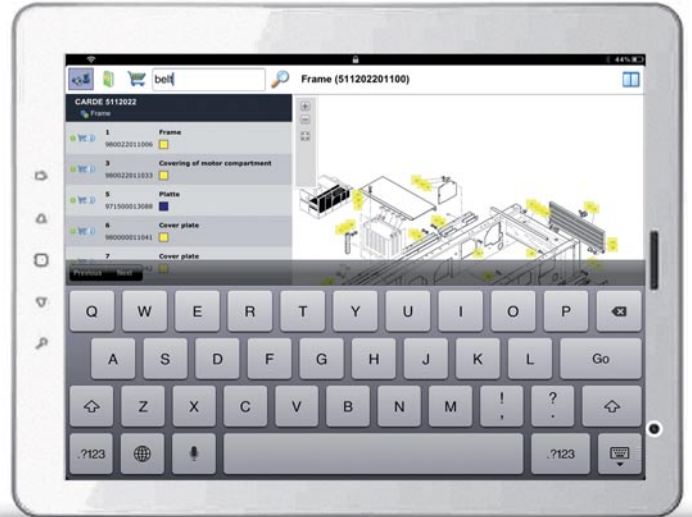 44%
belt
Frame (511202201100)
CARDE 5112022
Frame
1 Frame
980022011006
3 Covering of motor compartment
980022011033
5 Platte
971500013088
6 Cover plate
980000011041
7 Cover plate
Previous Next
Q W E R T Y U I O P
A S D F G H J K L Go
Z X C V B N M ! , ? .
.?123 .?123